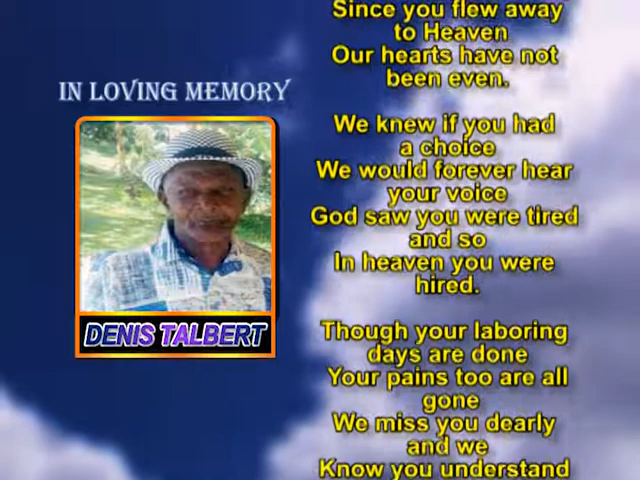 IN LOVING MEMORY
DENIS TALBERT
Since you flew away
to Heaven
Our hearts have not
been even.
We knew if you had
a choice
We would forever hear
your voice
God saw you were tired
and so
In heaven you were
hired.
Though your laboring
days are done
Your pains too are all
gone
We miss you dearly
and we
Know you understand